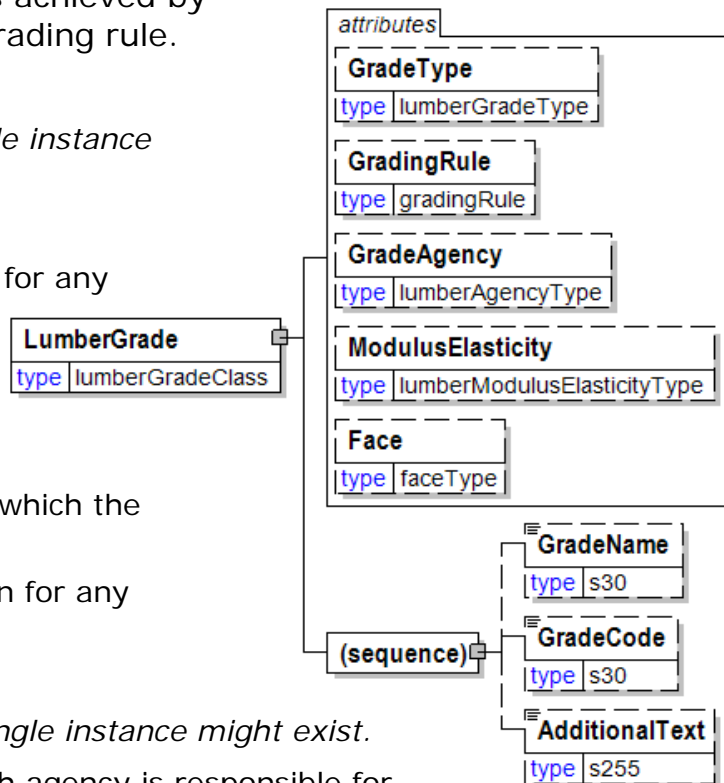 s achieved by
rading rule.
le instance
for any
which the
n for any
ngle instance might exist.
h agency is responsible for
LumberGrade
type lumberGradeClass
attributes
GradeType
type lumberGradeType
GradingRule
type gradingRule
GradeAgency
type lumberAgencyType
ModulusElasticity
type lumberModulusElasticityType
Face
type faceType
(sequence)
GradeName
type s30
GradeCode
type s30
AdditionalText
type s255